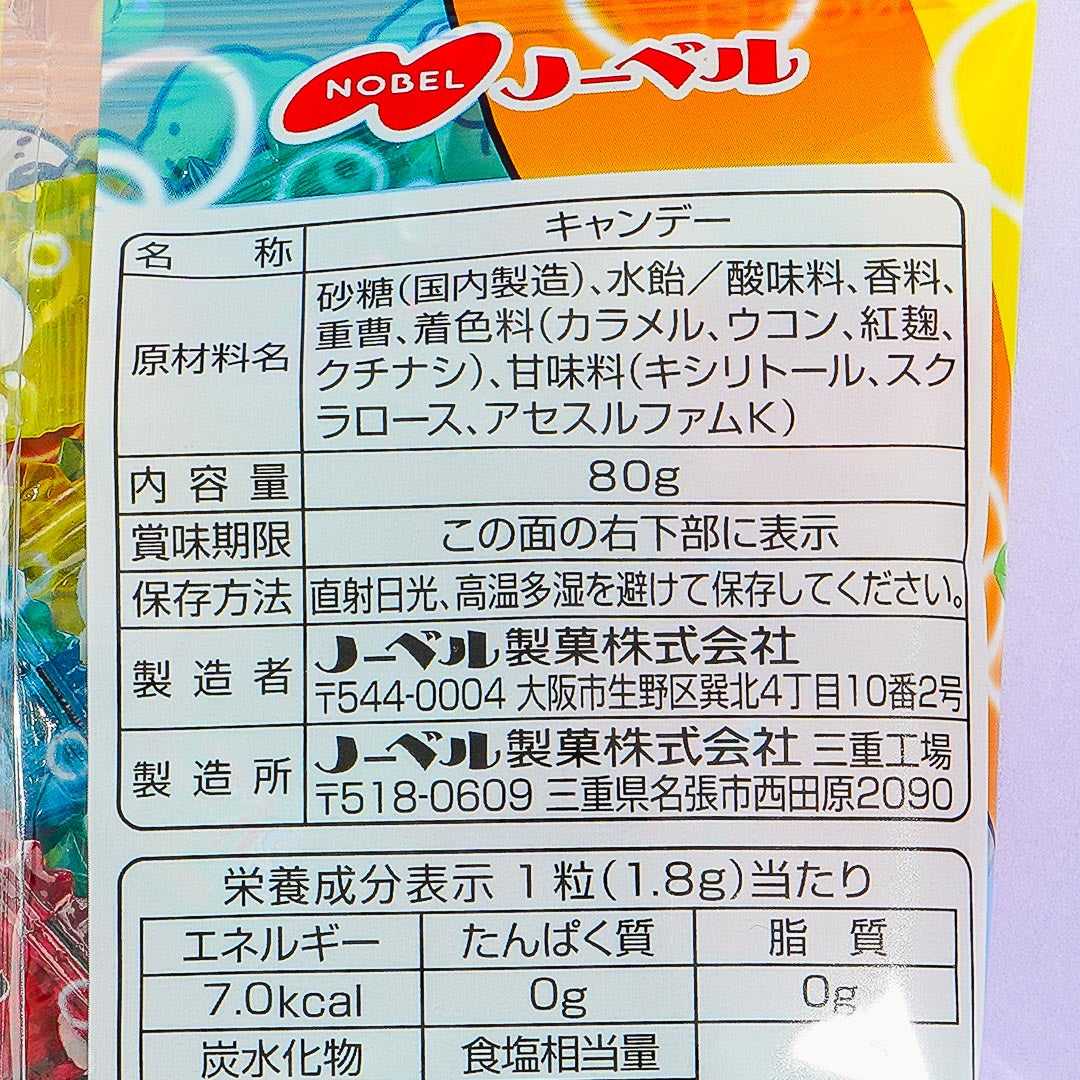 NOBEL ノーベル
名称 キャンデー
原材料名 砂糖(国内製造)、水飴／酸味料、香料、
重曹、着色料(カラメル、ウコン、紅麹、
クチナシ)、甘味料(キシリトール、スク
ラロース、アセスルファムK)
内容量 80g
賞味期限 この面の右下部に表示
保存方法 直射日光、高温多湿を避けて保存してください。
製造者 ノーベル製菓株式会社
〒544-0004 大阪市生野区巽北4丁目10番2号
製造所 ノーベル製菓株式会社 三重工場
〒518-0609 三重県名張市西田原2090
栄養成分表示 1粒(1.8g)当たり
エネルギー たんぱく質 脂質
7.0kcal 0g 0g
炭水化物 食塩相当量